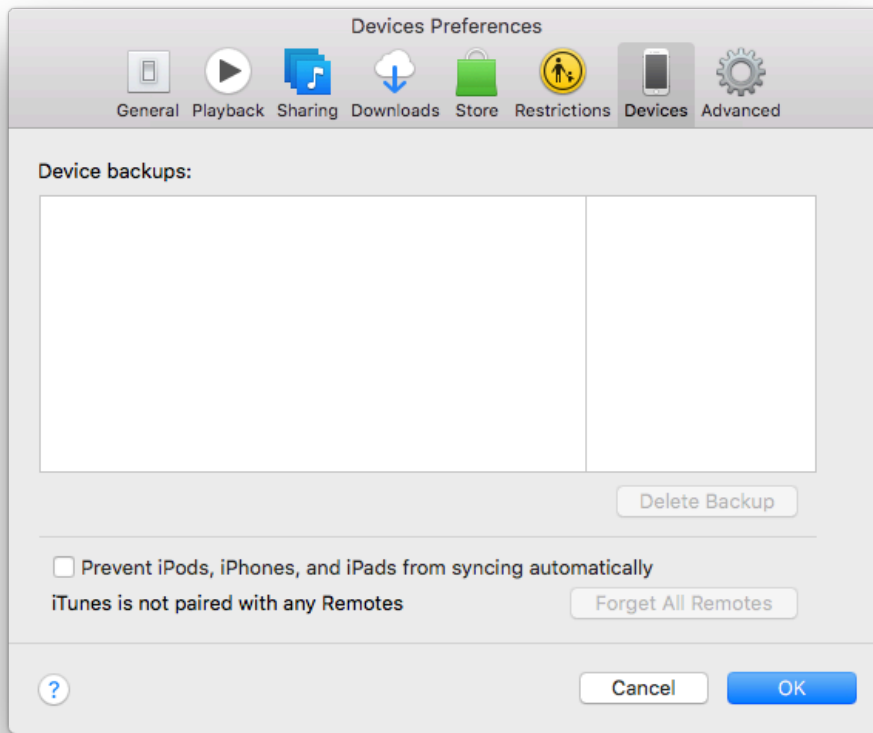 Devices Preferences
General Playback Sharing Downloads Store Restrictions Devices Advanced
Device backups:
Delete Backup
Prevent iPods, iPhones, and iPads from syncing automatically
iTunes is not paired with any Remotes Forget All Remotes
? Cancel OK